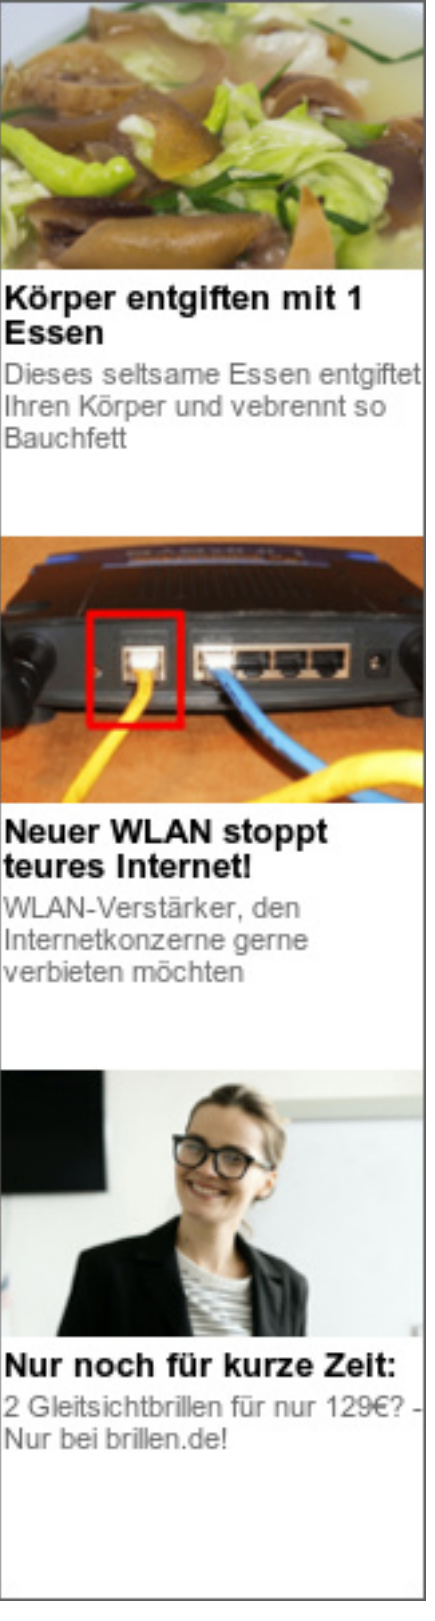 Körper entgiften mit 1
Essen
Dieses seltsame Essen entgiftet
Ihren Körper und vebrennt so
Bauchfett
Neuer WLAN stoppt
teures Internet!
WLAN-Verstärker, den
Internetkonzerne gerne
verbieten möchten
Nur noch für kurze Zeit:
2 Gleitsichtbrillen für nur 129€? -
Nur bei brillen.de!